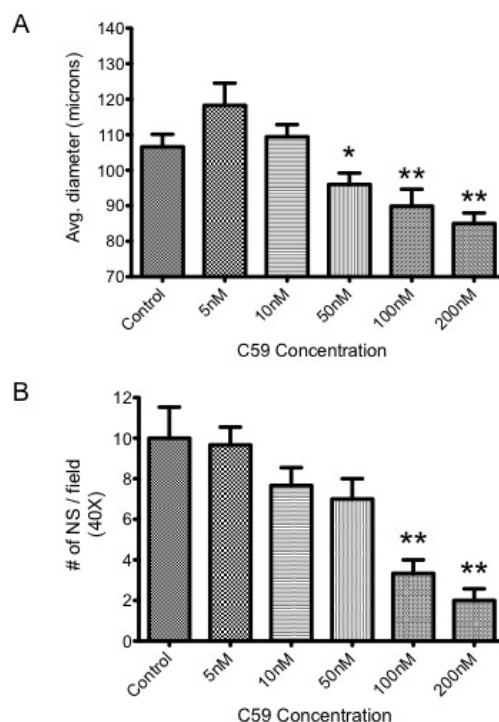 A
Avg. diameter (microns)
140
130
120
110
100
90
80
70
*
**
**
Control
5nM
10nM
50nM
100nM
200nM
C59 Concentration
B
# of NS / field
(40X)
12
10
8
6
4
2
0
**
**
Control
5nM
10nM
50nM
100nM
200nM
C59 Concentration